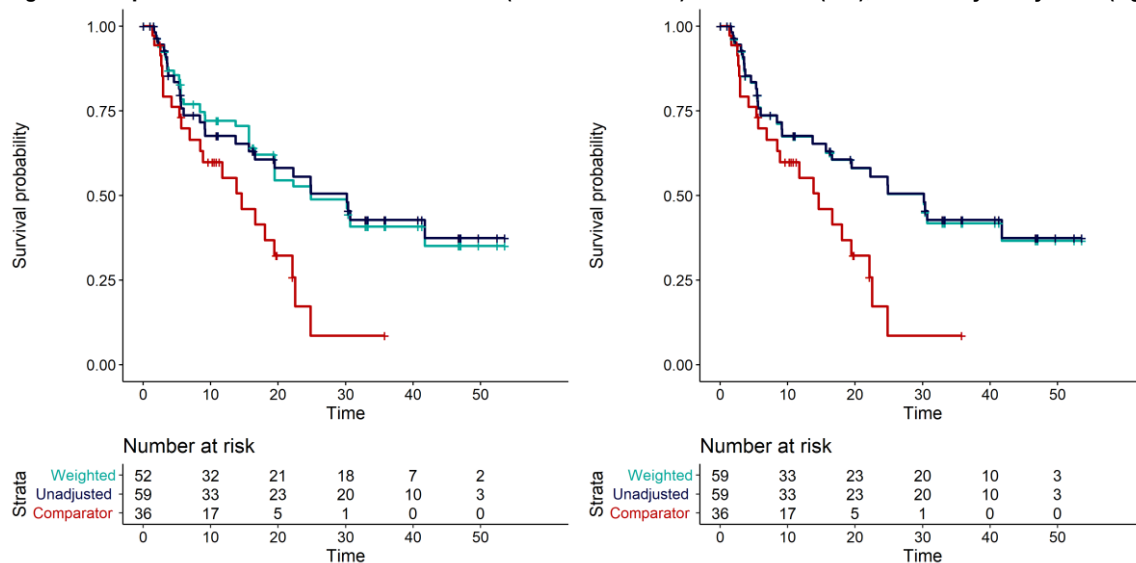 1.00
0.75
0.50
0.25
0.00
Survival probability
0 10 20 30 40 50
Time
Number at risk
Strata
Weighted 52 32 21 18 7 2
Unadjusted 59 33 23 20 10 3
Comparator 36 17 5 1 0 0
0 10 20 30 40 50
Time
1.00
0.75
0.50
0.25
0.00
Survival probability
0 10 20 30 40 50
Time
Number at risk
Strata
Weighted 59 33 23 20 10 3
Unadjusted 59 33 23 20 10 3
Comparator 36 17 5 1 0 0
0 10 20 30 40 50
Time